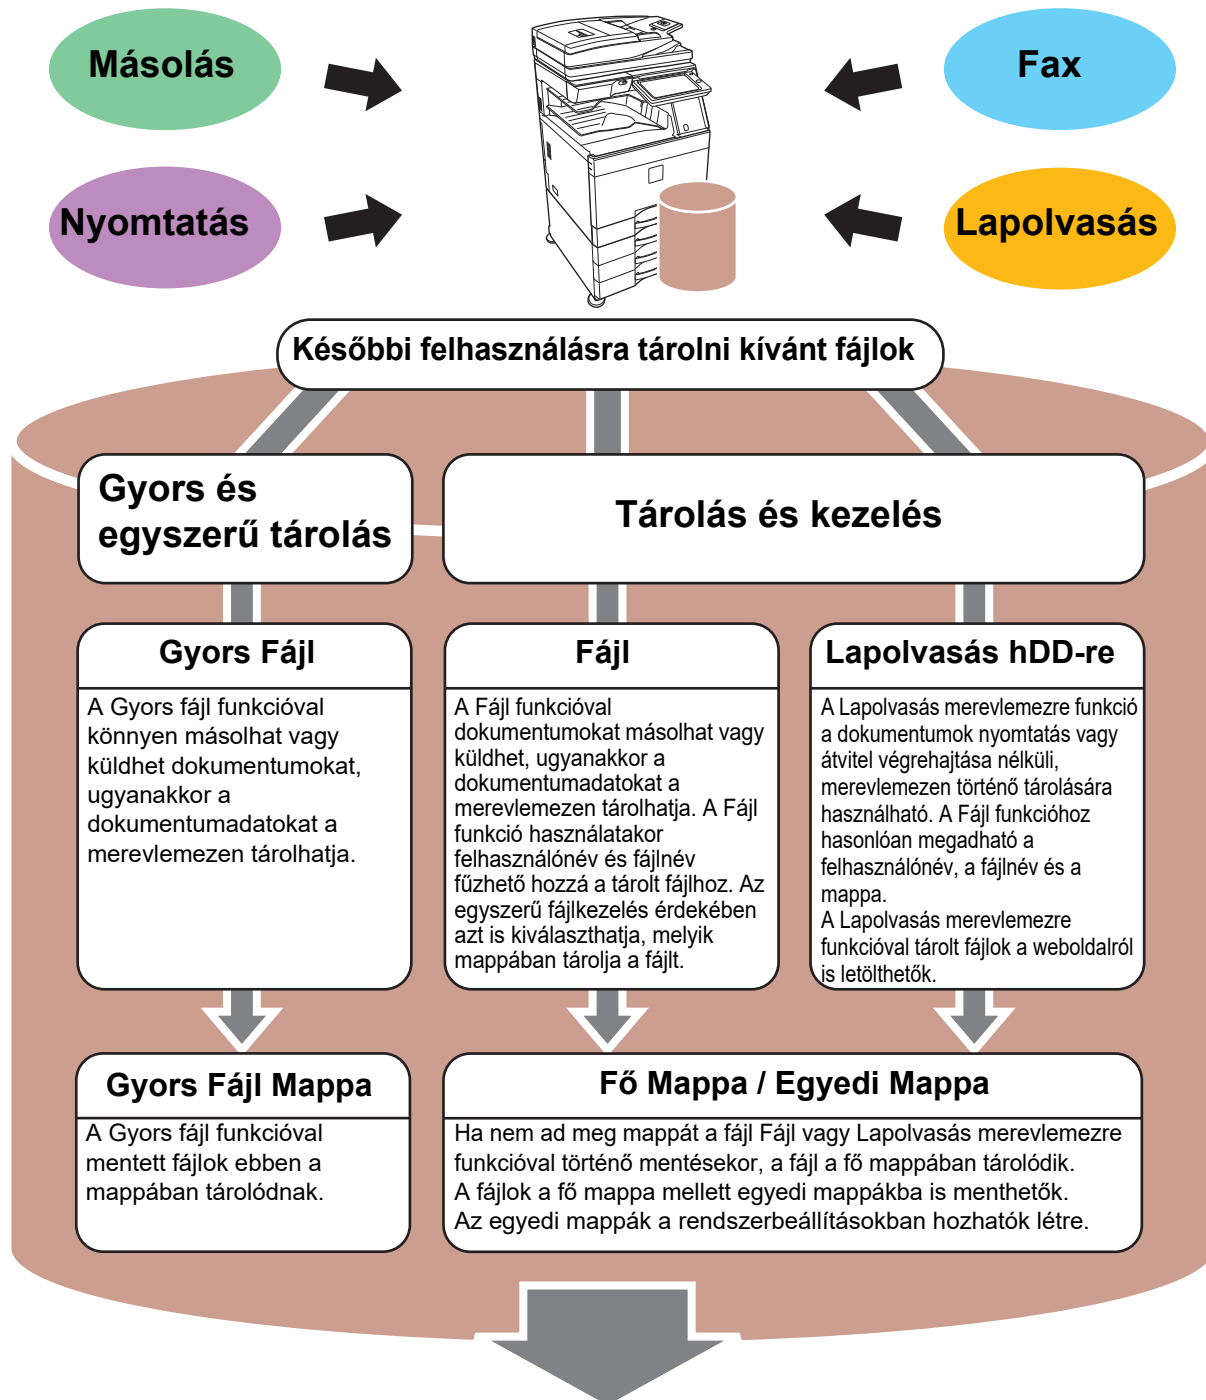 Másolás
Fax
Nyomtatás
Lapolvasás
Későbbi felhasználásra tárolni kívánt fájlok
Gyors és
egyszerű tárolás
Tárolás és kezelés
Gyors Fájl
A Gyors fájl funkcióval
könnyen másolhat vagy
küldhet dokumentumokat,
ugyanakkor a
dokumentumadatokat a
merevlemezen tárolhatja.
Fájl
A Fájl funkcióval
dokumentumokat másolhat vagy
küldhet, ugyanakkor a
dokumentumadatokat a
merevlemezen tárolhatja. A Fájl
funkció használatakor
felhasználónév és fájlnév
fűzhető hozzá a tárolt fájlhoz. Az
egyszerű fájlkezelés érdekében
azt is kiválaszthatja, melyik
mappában tárolja a fájlt.
Lapolvasás hDD-re
A Lapolvasás merevlemezre funkció
a dokumentumok nyomtatás vagy
átvitel végrehajtása nélküli,
merevlemezen történő tárolására
használható. A Fájl funkcióhoz
hasonlóan megadható a
felhasználónév, a fájlnév és a
mappa.
A Lapolvasás merevlemezre
funkcióval tárolt fájlok a weboldalról
is letölthetők.
Gyors Fájl Mappa
A Gyors fájl funkcióval
mentett fájlok ebben a
mappában tárolódnak.
Fő Mappa / Egyedi Mappa
Ha nem ad meg mappát a fájl Fájl vagy Lapolvasás merevlemezre
funkcióval történő mentésekor, a fájl a fő mappában tárolódik.
A fájlok a fő mappa mellett egyedi mappákba is menthetők.
Az egyedi mappák a rendszerbeállításokban hozhatók létre.